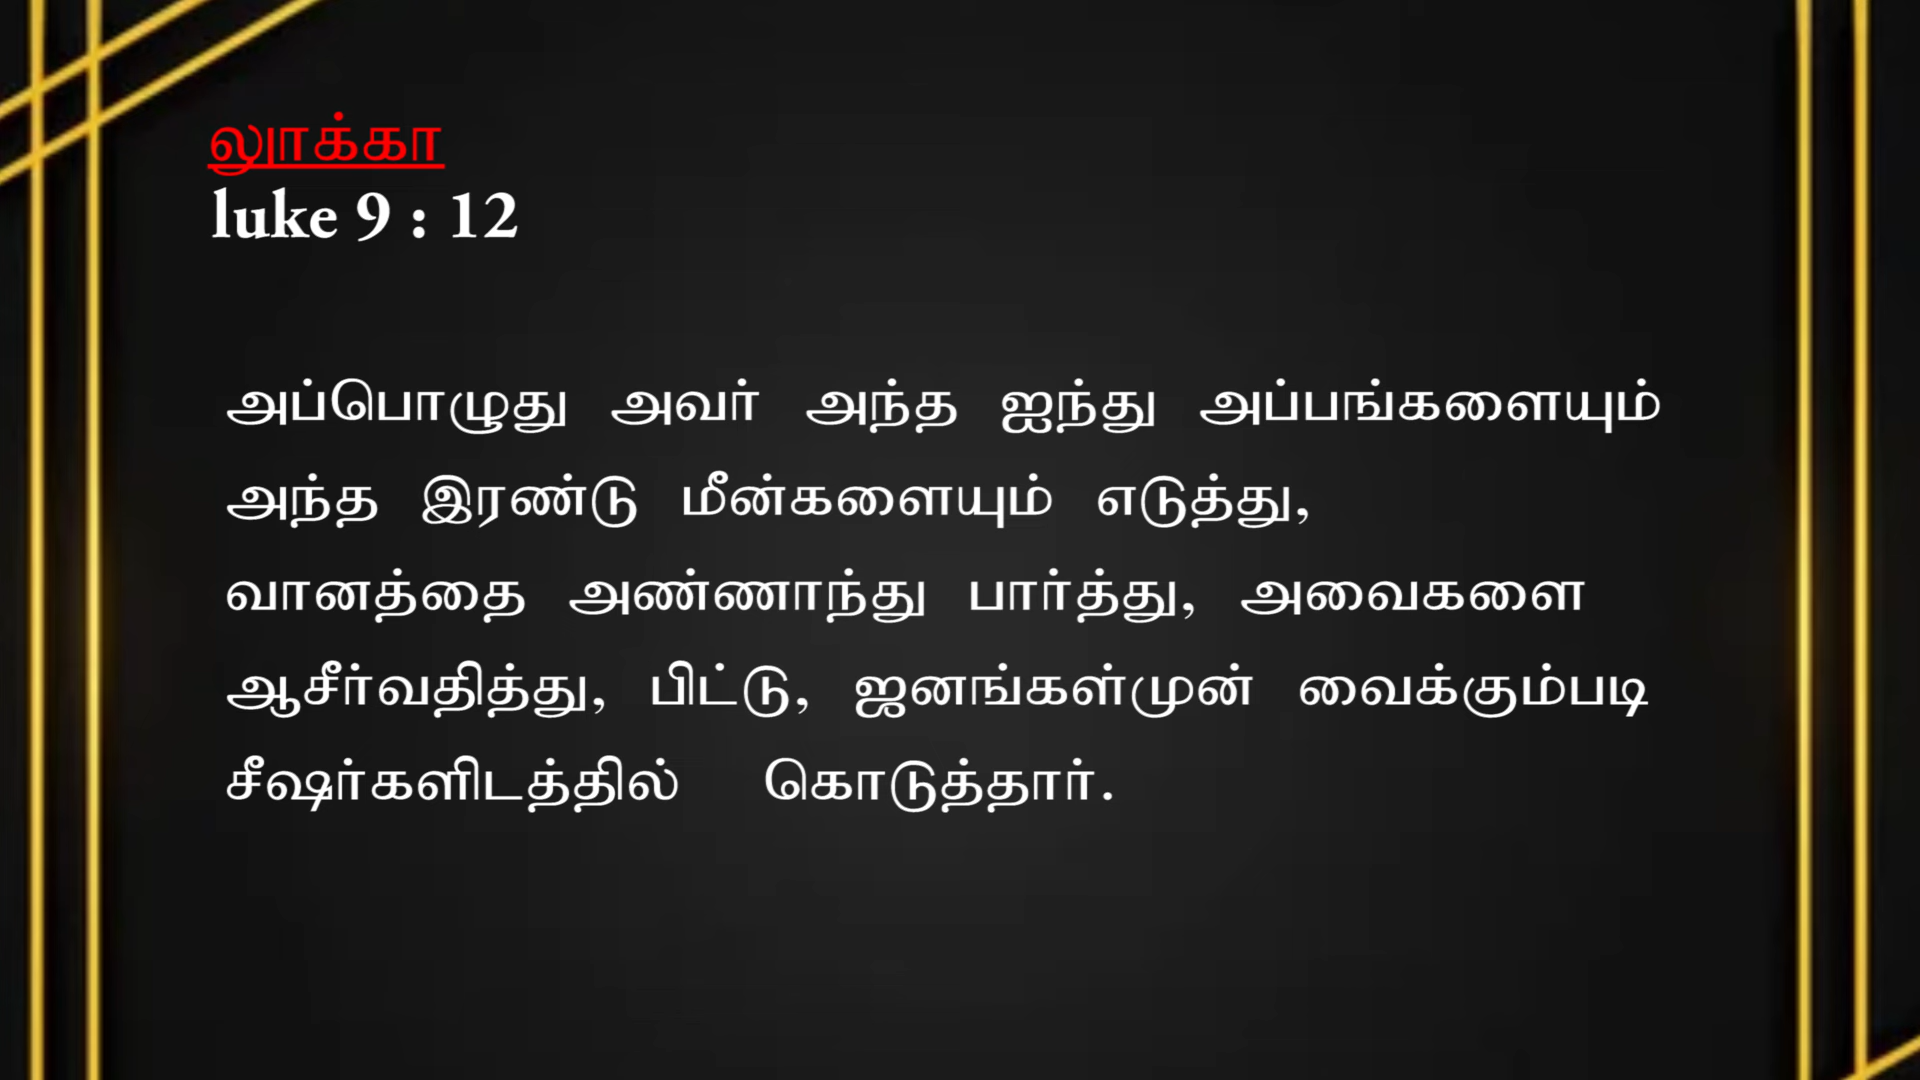 லூக்கா
luke 9 : 12
அப்பொழுது அவர் அந்த ஐந்து அப்பங்களையும்
அந்த இரண்டு மீன்களையும் எடுத்து,
வானத்தை அண்ணாந்து பார்த்து, அவைகளை
ஆசீர்வதித்து, பிட்டு, ஜனங்கள்முன் வைக்கும்படி
சீஷர்களிடத்தில் கொடுத்தார்.